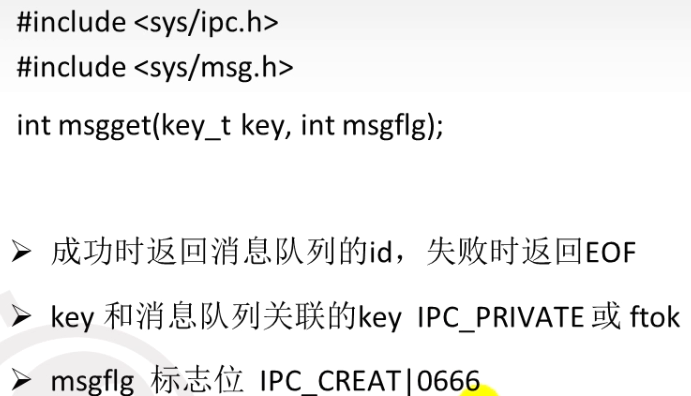 #include <sys/ipc.h>
#include <sys/msg.h>
int msgget(key_t key, int msgflg);
➢ 成功时返回消息队列的id，失败时返回EOF
➢ key 和消息队列关联的key IPC_PRIVATE 或 ftok
➢ msgflg 标志位 IPC_CREAT|0666